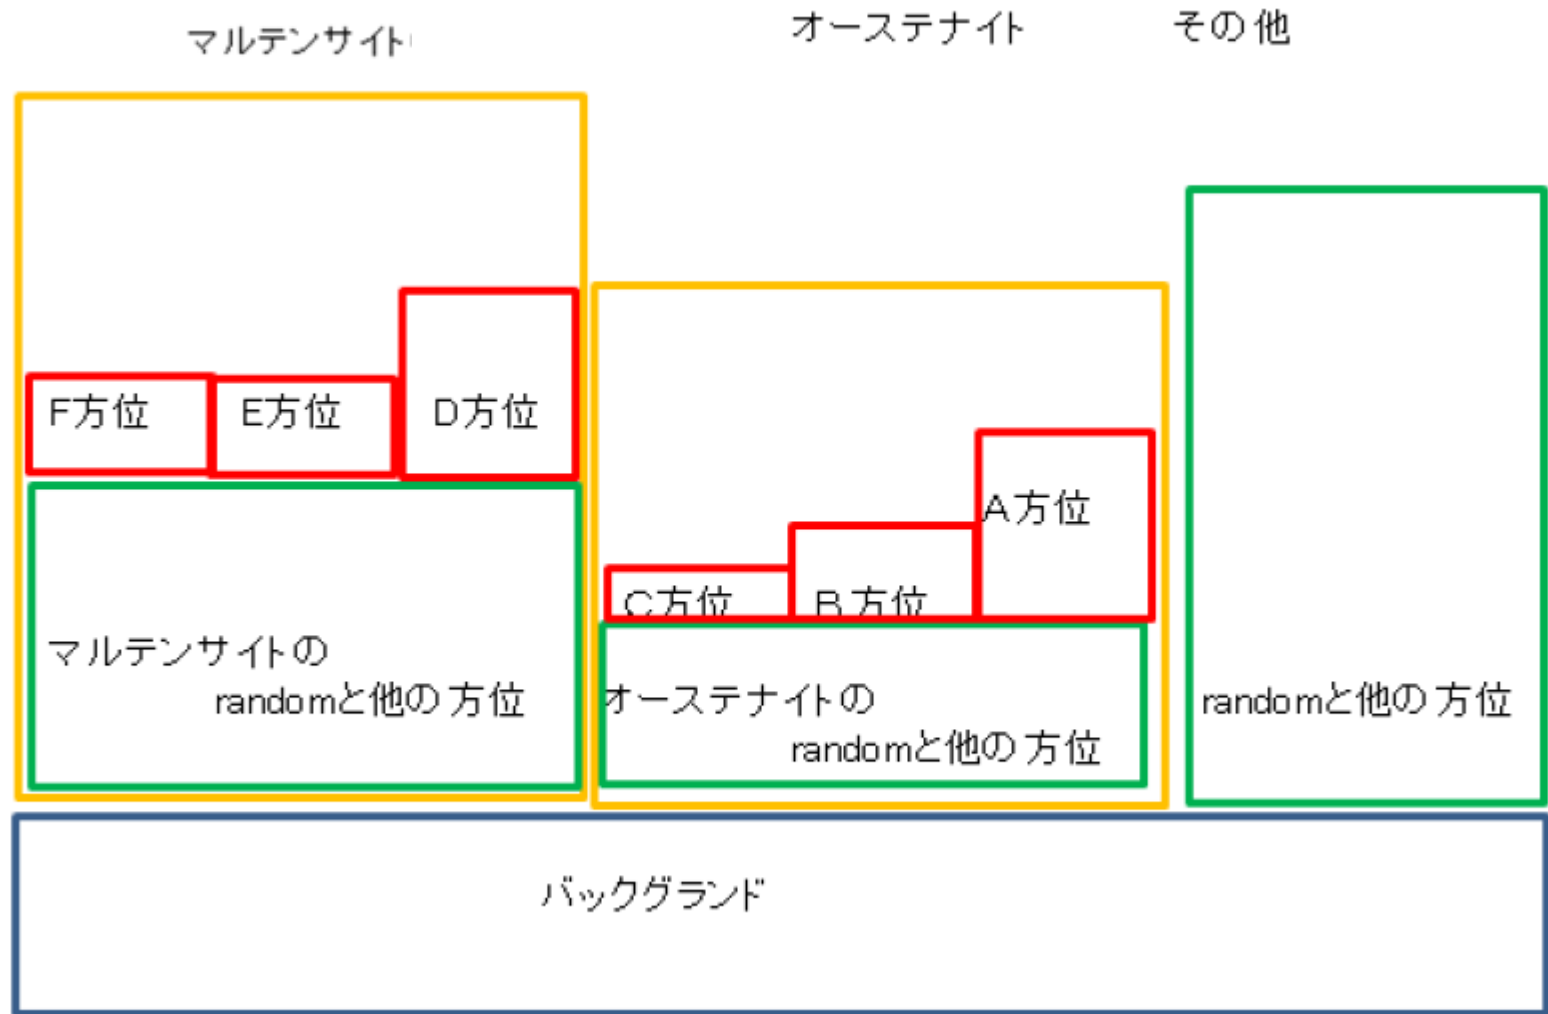 マルテンサイト
オーステナイト
その他
F方位
E方位
D方位
A方位
C方位
B方位
マルテンサイトの
randomと他の方位
オーステナイトの
randomと他の方位
randomと他の方位
バックグランド